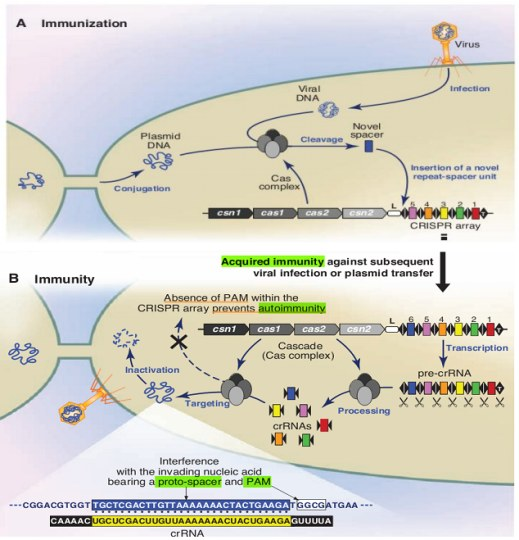 A Immunization
Virus
Infection
Viral
DNA
Plasmid
DNA
Cleavage
Novel
spacer
Conjugation
Cas
complex
Insertion of a novel
repeat-spacer unit
csn1 cas1 cas2 csn2 L 5 4 3 2 1 T
CRISPR array
Acquired immunity against subsequent
viral infection or plasmid transfer
B Immunity
Absence of PAM within the
CRISPR array prevents autoimmunity
csn1 cas1 cas2 csn2 L 6 5 4 3 2 1 T
Cascade
(Cas complex)
Transcription
pre-crRNA
Inactivation
Targeting
Processing
crRNAs
Interference
with the invading nucleic acid
bearing a proto-spacer and PAM
---CGGACGTGGTTGCTCGACTTGTTAAAAAAACTACTGAAGATGGCGATGAA---
CAAAACUGCUCGACUUGUUAAAAAAACUACUGAAGAGUUUUA
crRNA